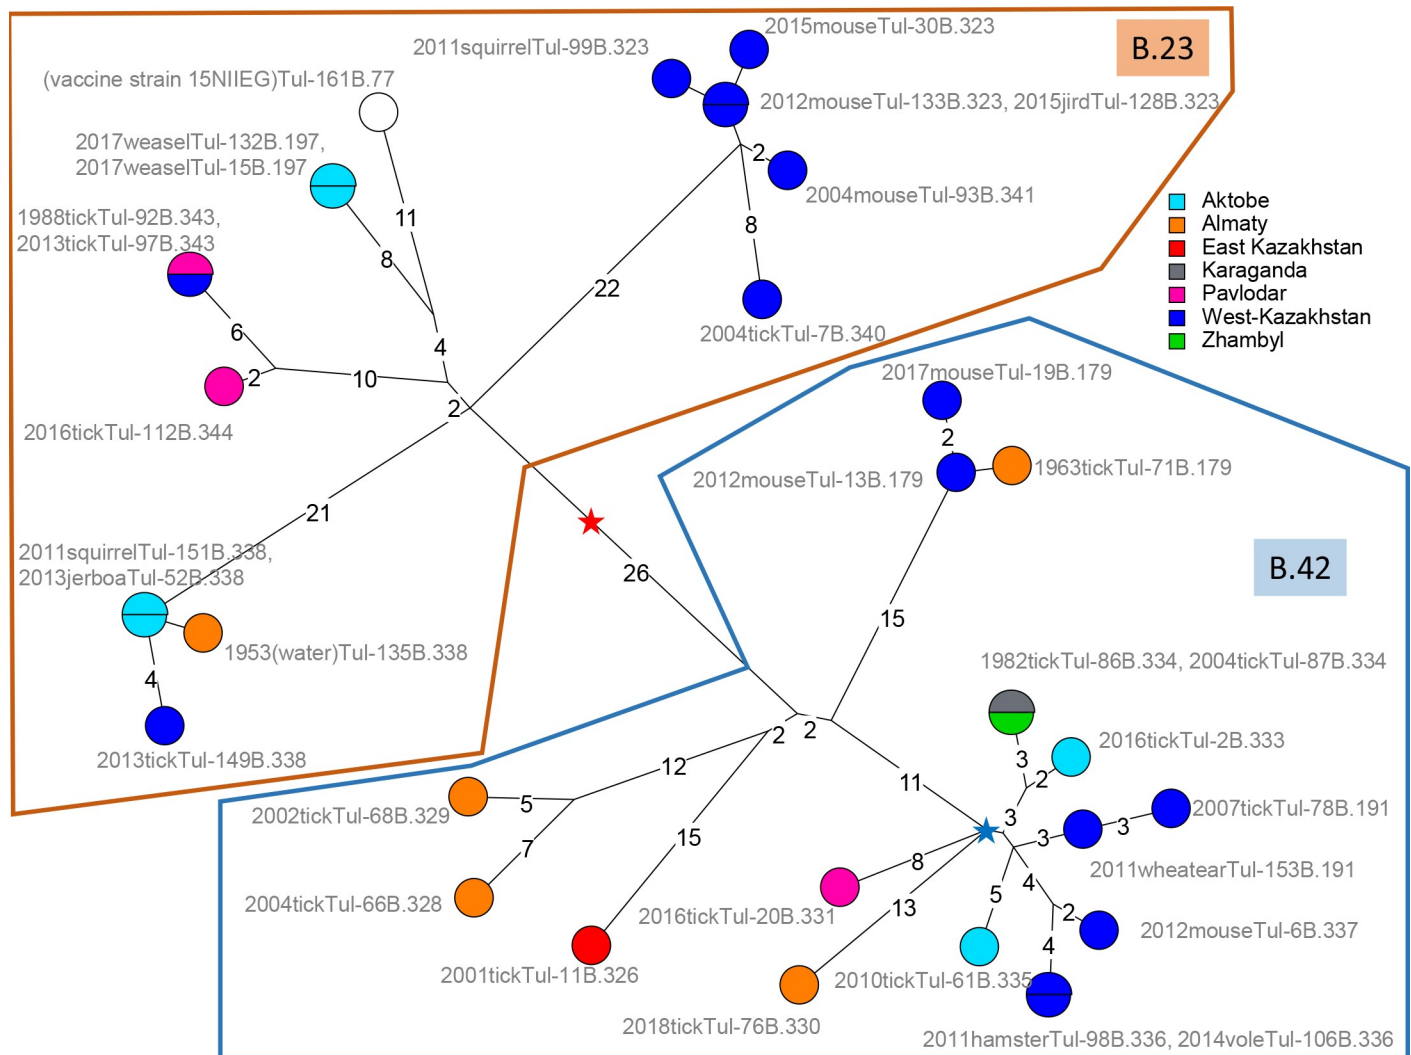 2015mouseTul-30B.323
2011squirrelTul-99B.323
B.23
(vaccine strain 15NIIEG)Tul-161B.77
2012mouseTul-133B.323, 2015jirdTul-128B.323
2017weaselTul-132B.197,
2017weaselTul-15B.197
2
2004mouseTul-93B.341
1988tickTul-92B.343,
2013tickTul-97B.343
11
8
8
22
2004tickTul-7B.340
6
4
2
10
2
2016tickTul-112B.344
Aktobe
Almaty
East Kazakhstan
Karaganda
Pavlodar
West-Kazakhstan
Zhambyl
21
26
2011squirrelTul-151B.338,
2013jerboaTul-52B.338
1953(water)Tul-135B.338
4
2013tickTul-149B.338
2017mouseTul-19B.179
2
2012mouseTul-13B.179
1963tickTul-71B.179
B.42
15
1982tickTul-86B.334, 2004tickTul-87B.334
2
2
3
2016tickTul-2B.333
2
12
11
5
2002tickTul-68B.329
3
3
3
2007tickTul-78B.191
15
7
8
2011wheatearTul-153B.191
4
5
2004tickTul-66B.328
2016tickTul-20B.331
13
2
2012mouseTul-6B.337
4
2001tickTul-11B.326
2010tickTul-61B.335
2018tickTul-76B.330
2011hamsterTul-98B.336, 2014voleTul-106B.336